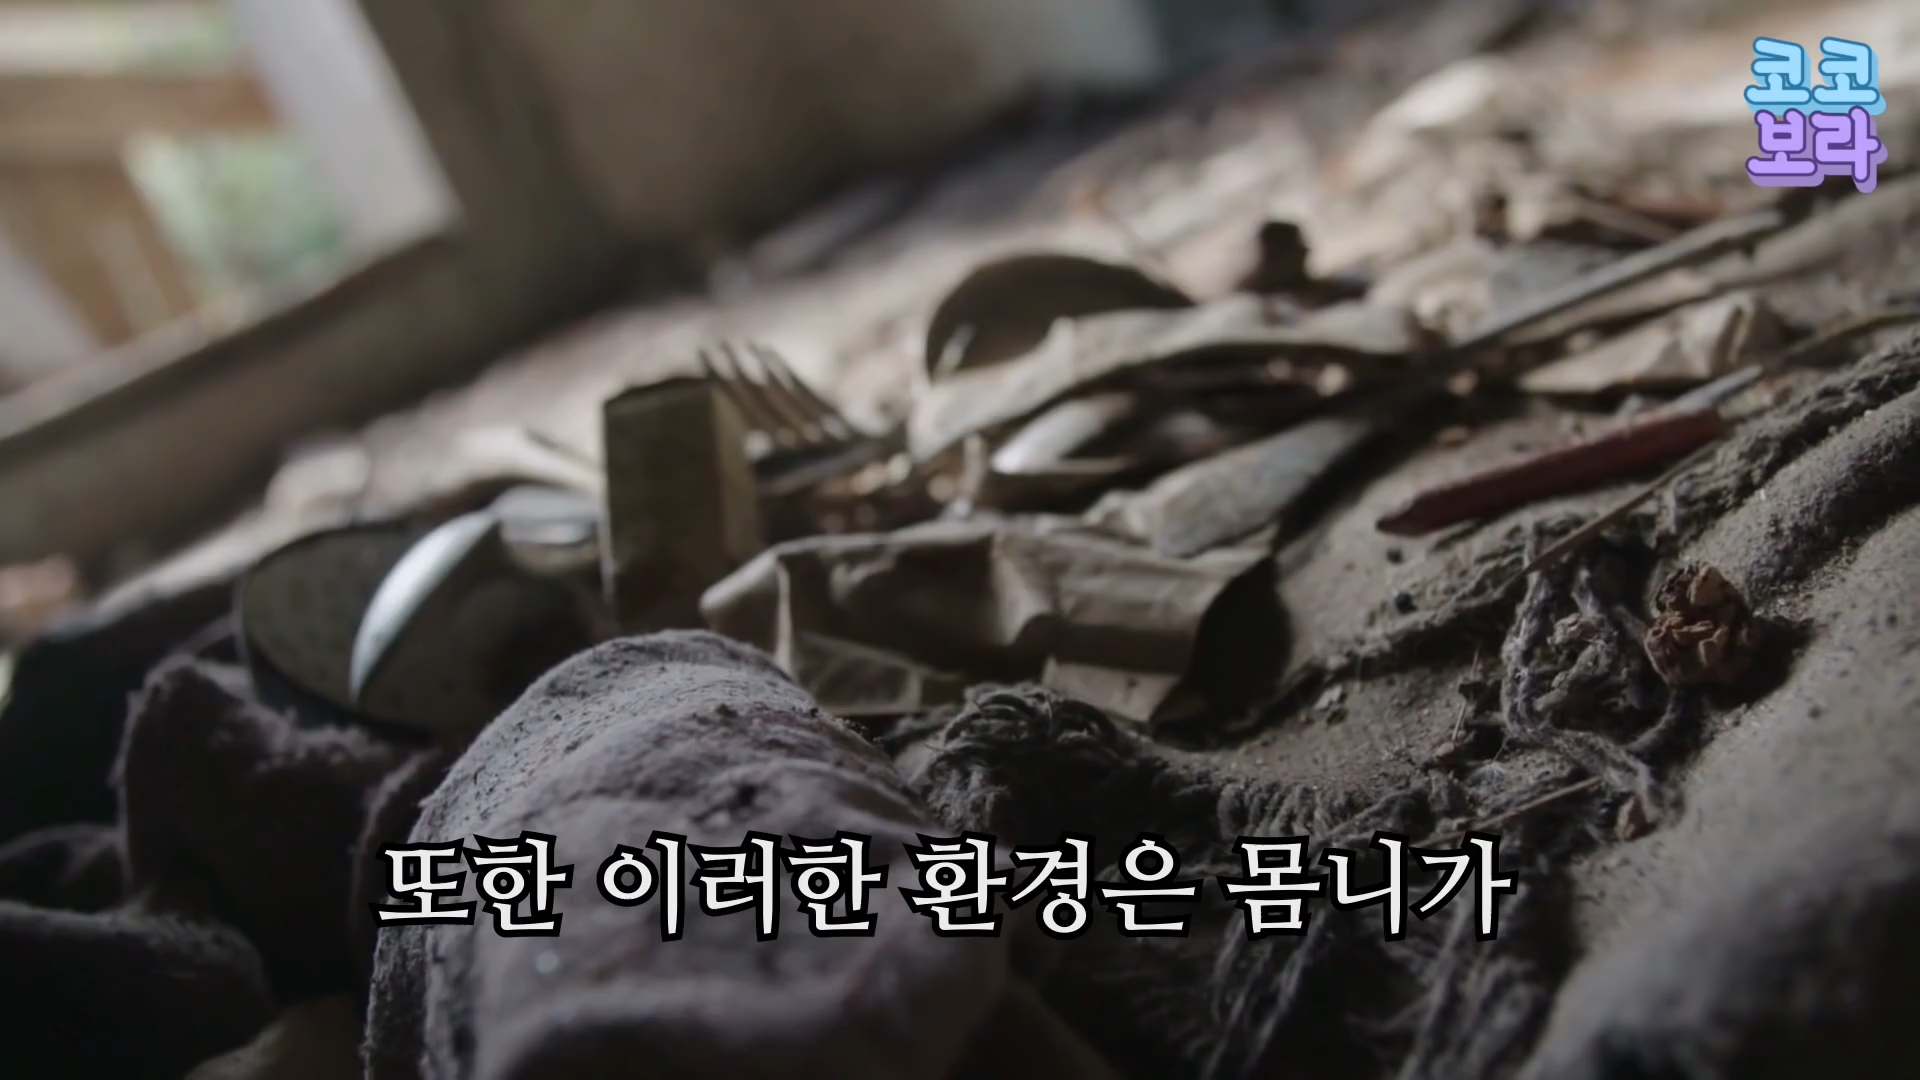 코코
보라
또한 이러한 환경은 몸니가